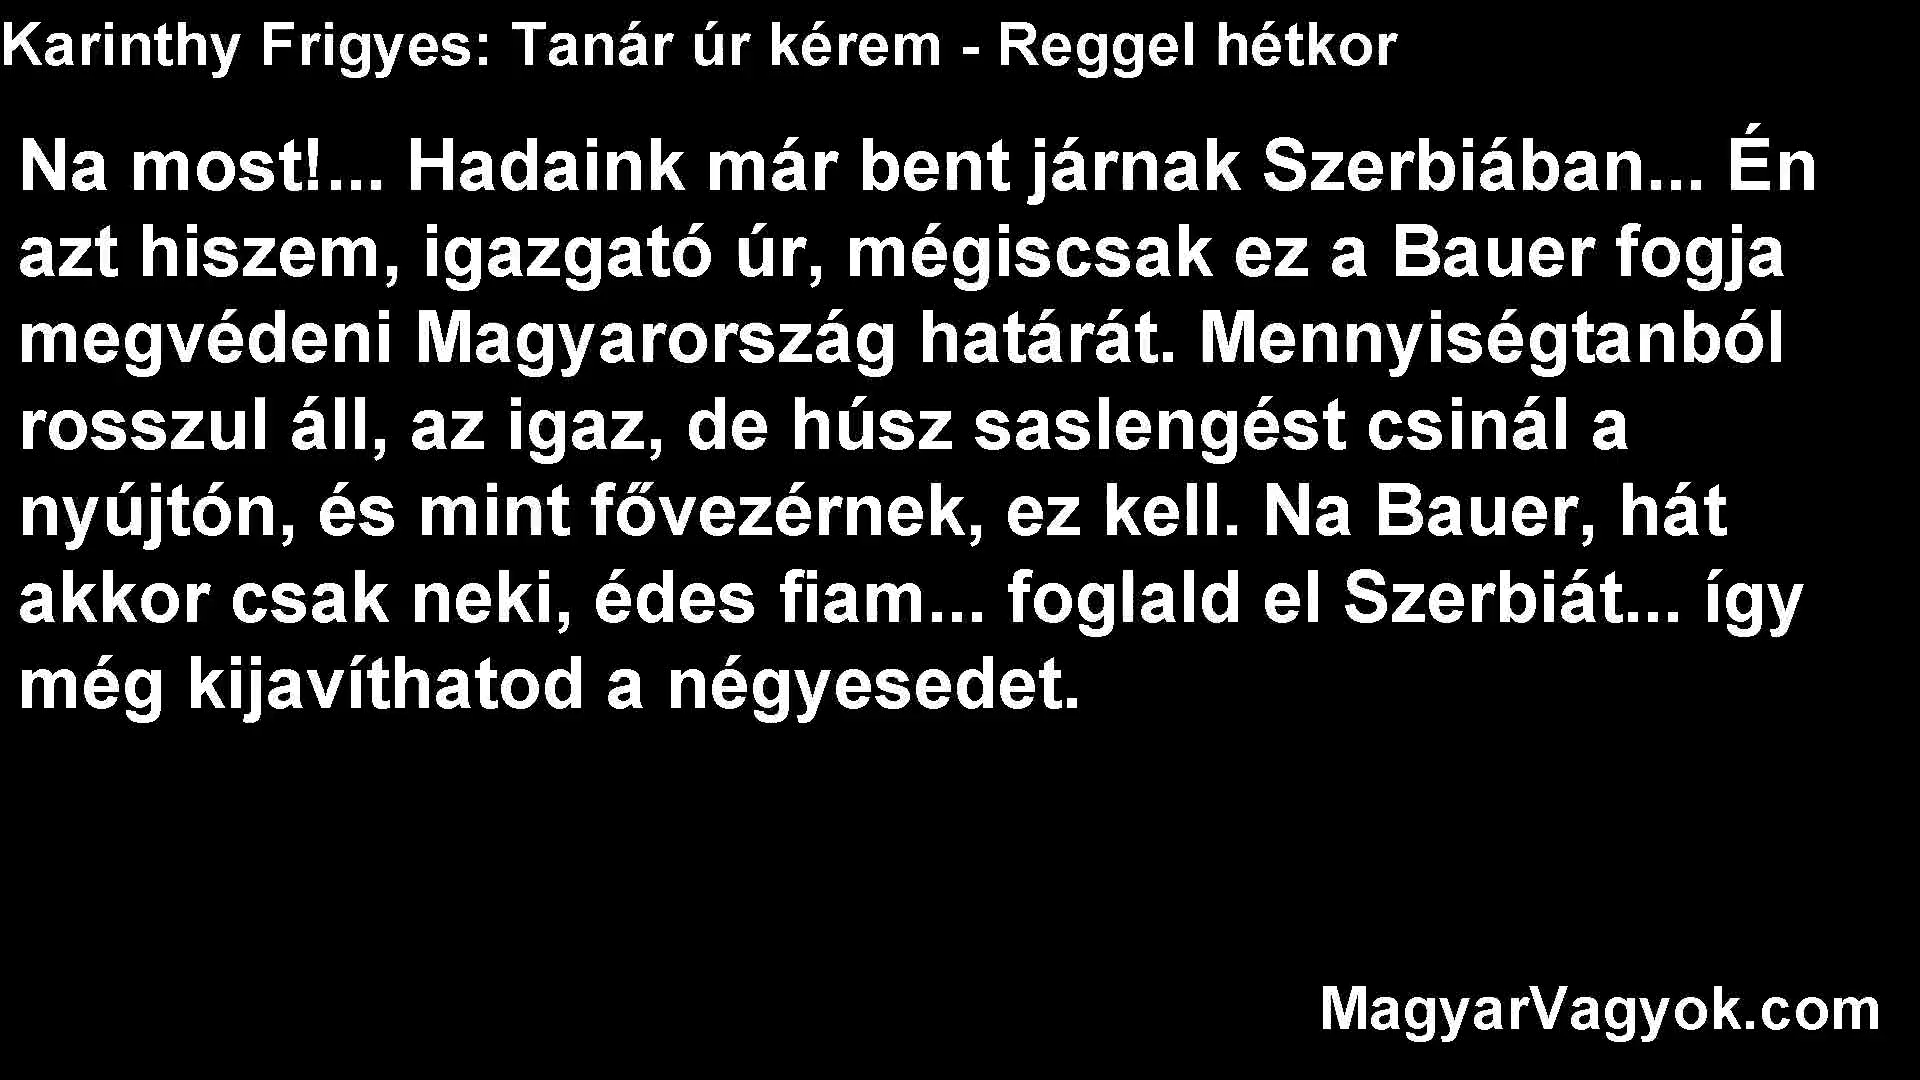 Karinthy Frigyes: Tanár úr kérem - Reggel hétkor
Na most!... Hadaink már bent járnak Szerbiában... Én
azt hiszem, igazgató úr, mégiscsak ez a Bauer fogja
megvédeni Magyarország határát. Mennyiségtanból
rosszul áll, az igaz, de húsz saslengést csinál a
nyújtón, és mint fővezérnek, ez kell. Na Bauer, hát
akkor csak neki, édes fiam... foglald el Szerbiát... így
még kijavíthatod a négyesedet.
MagyarVagyok.com